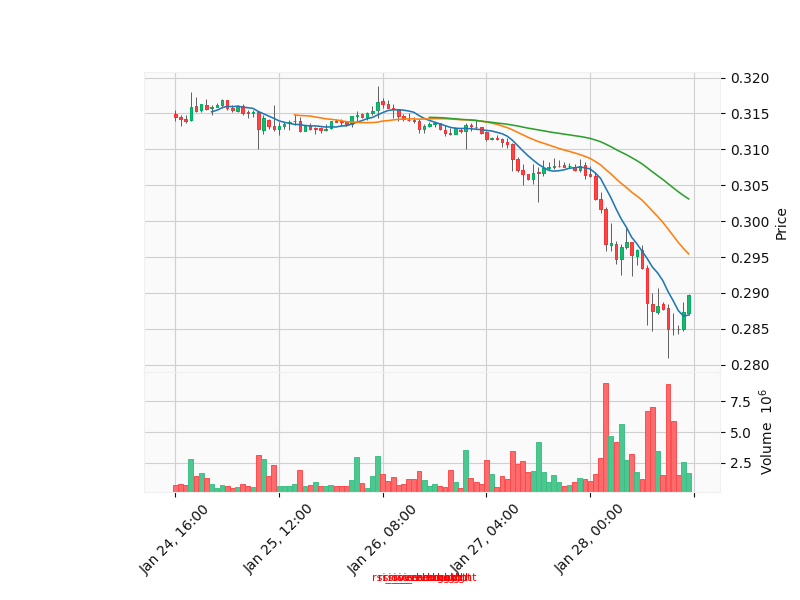 0.320
0.315
0.310
0.305
0.300
0.295
0.290
0.285
0.280
Price
7.5
5.0
2.5
Volume 10^6
Jan 24, 16:00
Jan 25, 12:00
Jan 26, 08:00
Jan 27, 04:00
Jan 28, 00:00